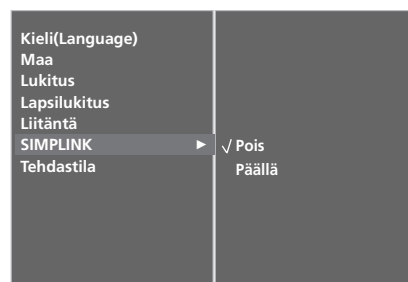 Kieli(Language)
Maa
Lukitus
Lapsilukitus
Liitäntä
SIMPLINK ►
Tehdastila
√ Pois
Päällä